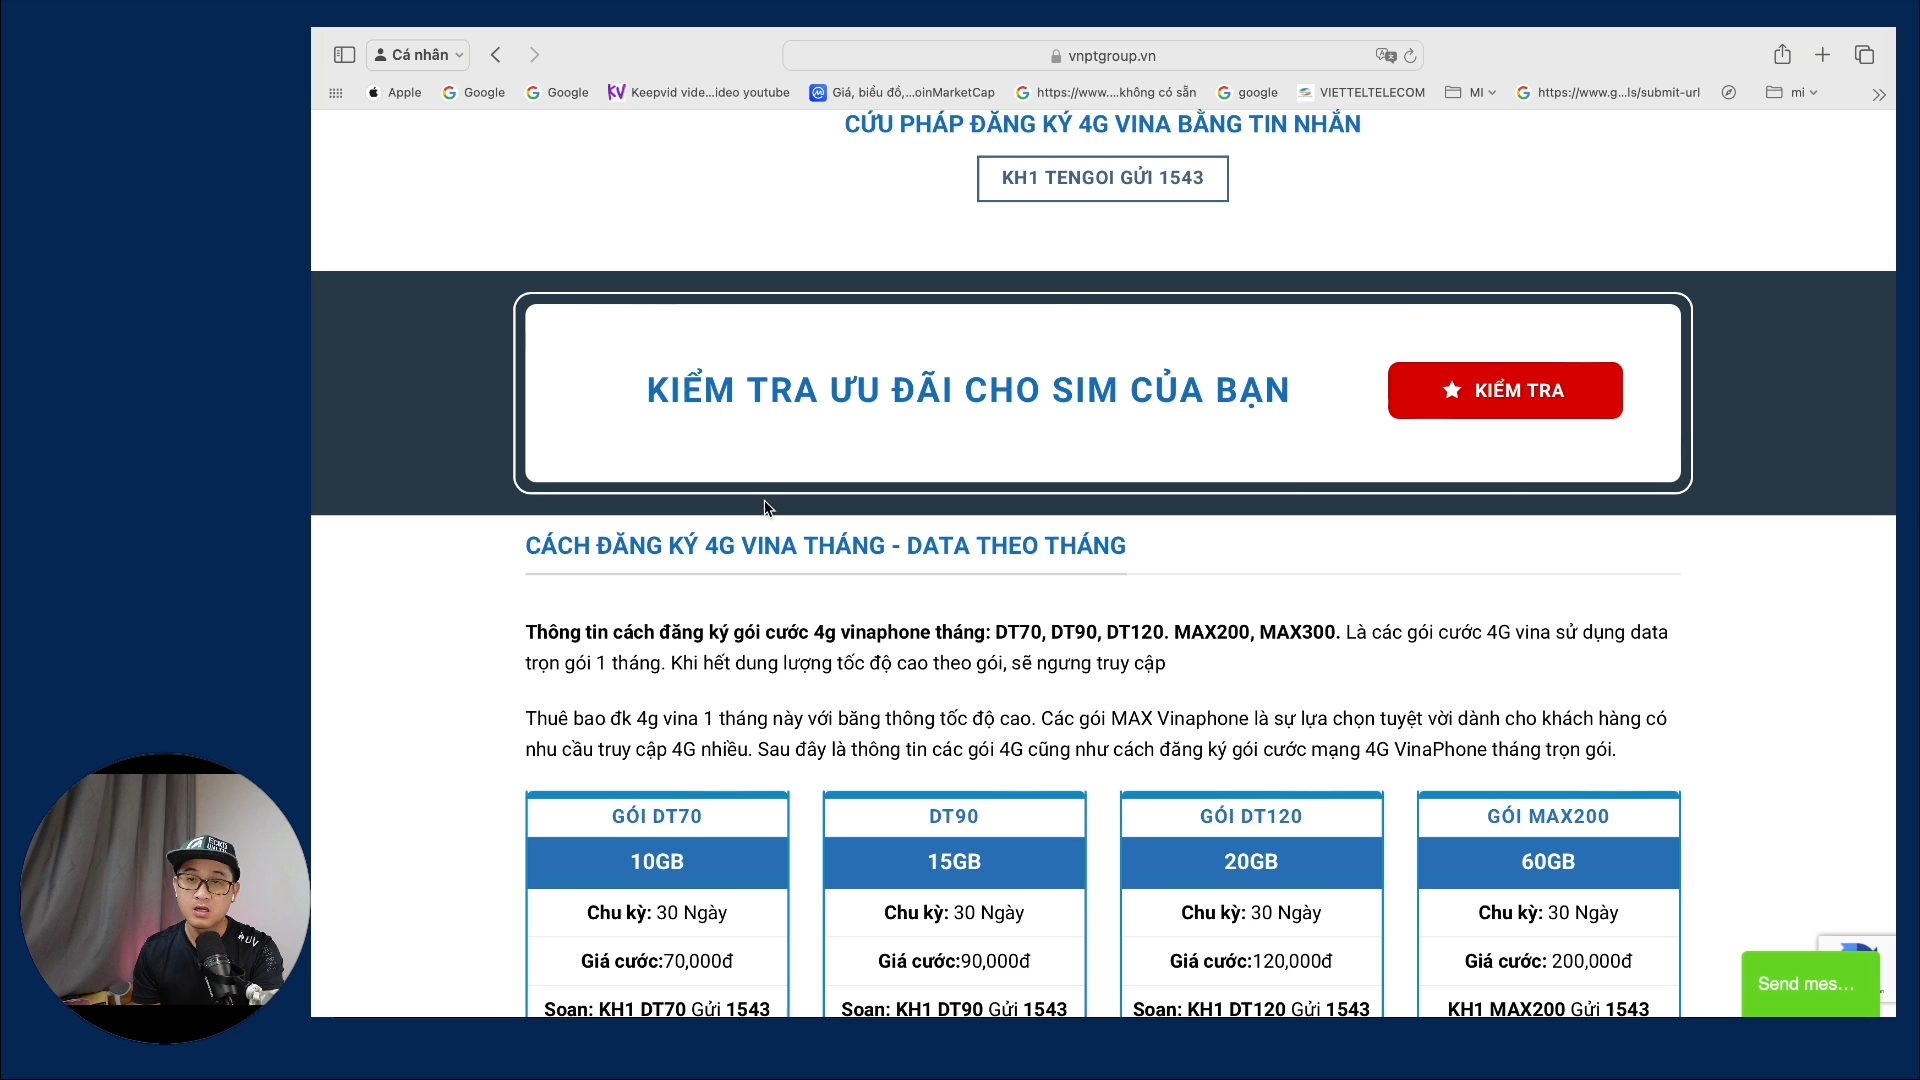 Cá nhân
vnptgroup.vn
Apple
Google
Google
Keepvid vide...ideo youtube
Giá, biểu đồ,...oinMarketCap
https://www....không có sẵn
google
VIETTELTELECOM
MI
https://www.g...ls/submit-url
mi
CỨU PHÁP ĐĂNG KÝ 4G VINA BẰNG TIN NHẮN
KH1 TENGOI GỬI 1543
KIỂM TRA ƯU ĐÃI CHO SIM CỦA BẠN
KIỂM TRA
CÁCH ĐĂNG KÝ 4G VINA THÁNG - DATA THEO THÁNG
Thông tin cách đăng ký gói cước 4g vinaphone tháng: DT70, DT90, DT120. MAX200, MAX300. Là các gói cước 4G vina sử dụng data
trọn gói 1 tháng. Khi hết dung lượng tốc độ cao theo gói, sẽ ngưng truy cập
Thuê bao đk 4g vina 1 tháng này với băng thông tốc độ cao. Các gói MAX Vinaphone là sự lựa chọn tuyệt vời dành cho khách hàng có
nhu cầu truy cập 4G nhiều. Sau đây là thông tin các gói 4G cũng như cách đăng ký gói cước mạng 4G VinaPhone tháng trọn gói.
GÓI DT70
10GB
Chu kỳ: 30 Ngày
Giá cước:70,000đ
Soạn: KH1 DT70 Gửi 1543
DT90
15GB
Chu kỳ: 30 Ngày
Giá cước:90,000đ
Soạn: KH1 DT90 Gửi 1543
GÓI DT120
20GB
Chu kỳ: 30 Ngày
Giá cước:120,000đ
Soạn: KH1 DT120 Gửi 1543
GÓI MAX200
60GB
Chu kỳ: 30 Ngày
Giá cước: 200,000đ
KH1 MAX200 Gửi 1543
Send mes...